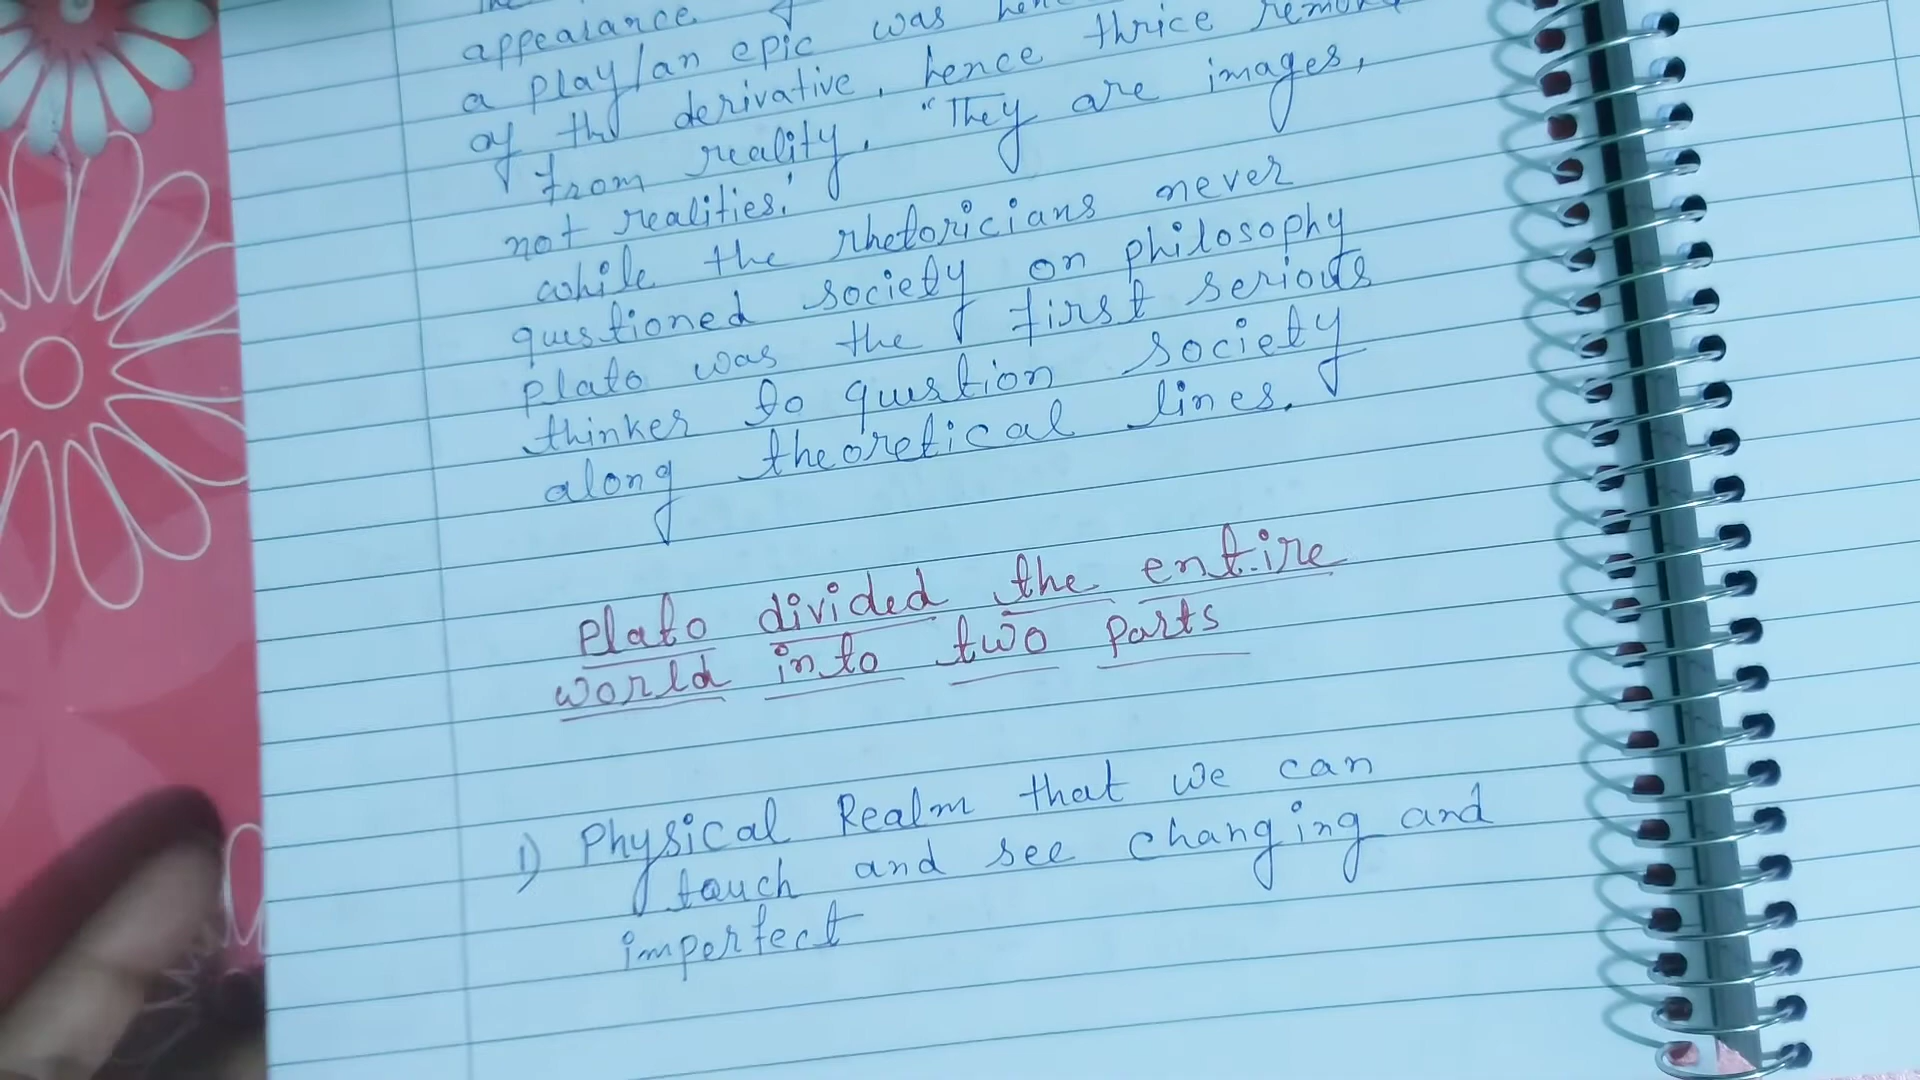 appearance
a play/an epic was hen
of the derivative, hence thrice remov
from reality. "They are images,
not realities.'
while the rhetoricians never
questioned society on philosophy
Plato was the first serious
thinker to question society
along theoretical lines.
Plato divided the entire
world into two parts
1) Physical Realm that we can
touch and see changing and
imperfect